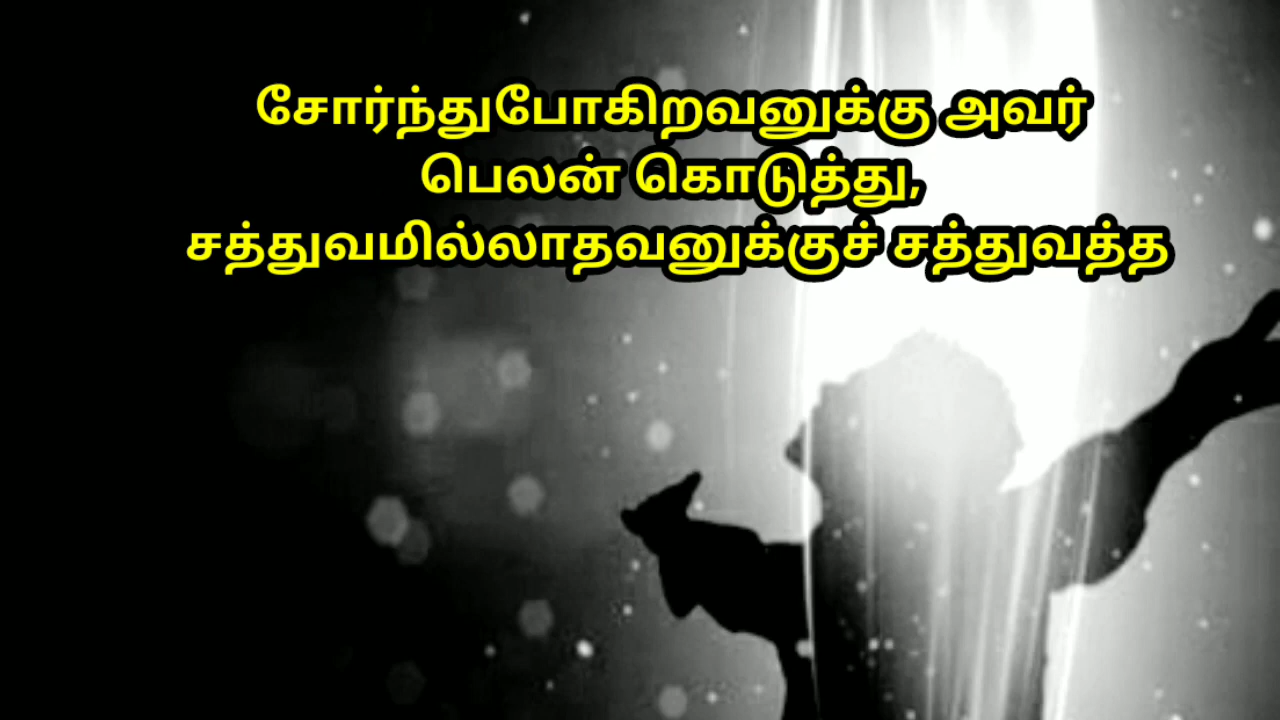 சோர்ந்துபோகிறவனுக்கு அவர்
பெலன் கொடுத்து,
சத்துவமில்லாதவனுக்குச் சத்துவத்த